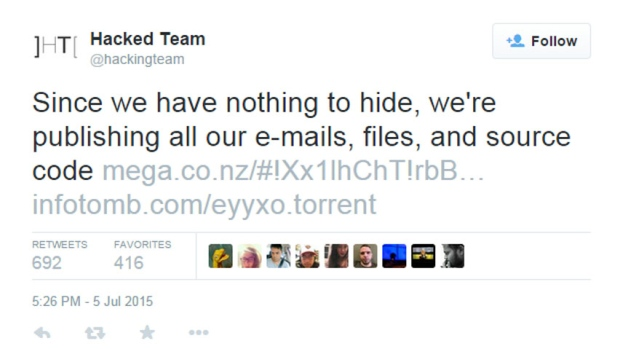 ]HT[ Hacked Team
@hackingteam
Follow
Since we have nothing to hide, we're
publishing all our e-mails, files, and source
code mega.co.nz/#!Xx1lhChT!rbB...
infotomb.com/eyyxo.torrent
RETWEETS FAVORITES
692 416
5:26 PM - 5 Jul 2015